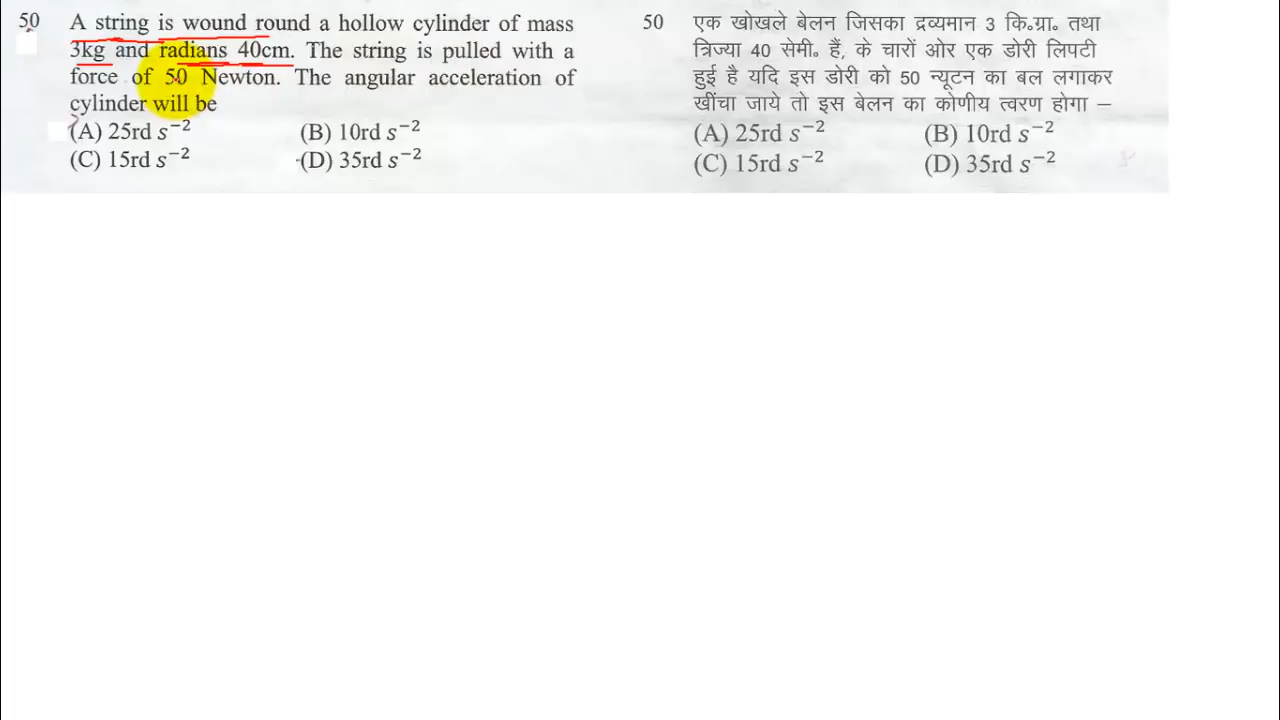 50 A string is wound round a hollow cylinder of mass
3kg and radians 40cm. The string is pulled with a
force of 50 Newton. The angular acceleration of
cylinder will be
(A) 25rd s⁻² (B) 10rd s⁻²
(C) 15rd s⁻² (D) 35rd s⁻²
50 एक खोखले बेलन जिसका द्रव्यमान 3 कि.ग्रा. तथा
त्रिज्या 40 सेमी. हैं, के चारों ओर एक डोरी लिपटी
हुई है यदि इस डोरी को 50 न्यूटन का बल लगाकर
खींचा जाये तो इस बेलन का कोणीय त्वरण होगा –
(A) 25rd s⁻² (B) 10rd s⁻²
(C) 15rd s⁻² (D) 35rd s⁻²